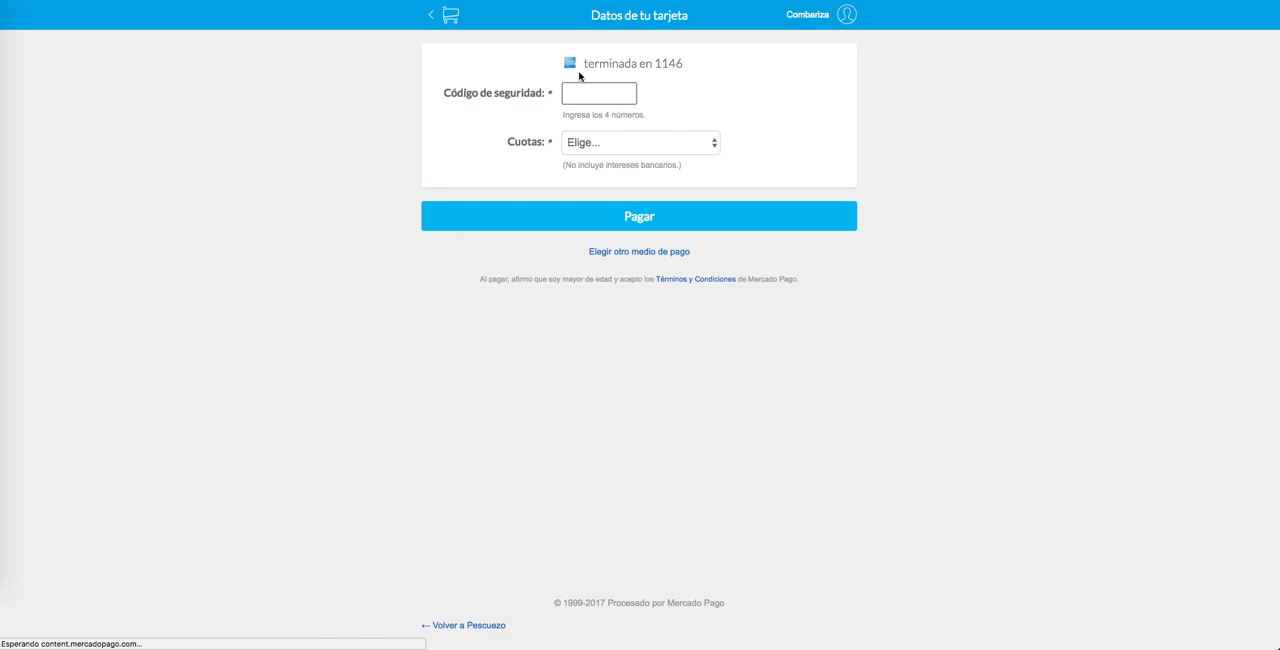 Datos de tu tarjeta
Combariza
terminada en 1146
Código de seguridad: *
Ingresa los 4 números.
Cuotas: *
Elige...
(No incluye intereses bancarios.)
Pagar
Elegir otro medio de pago
Al pagar, afirmo que soy mayor de edad y acepto los Términos y Condiciones de Mercado Pago.
© 1999-2017 Procesado por Mercado Pago
← Volver a Pescuezo
Esperando content.mercadopago.com...